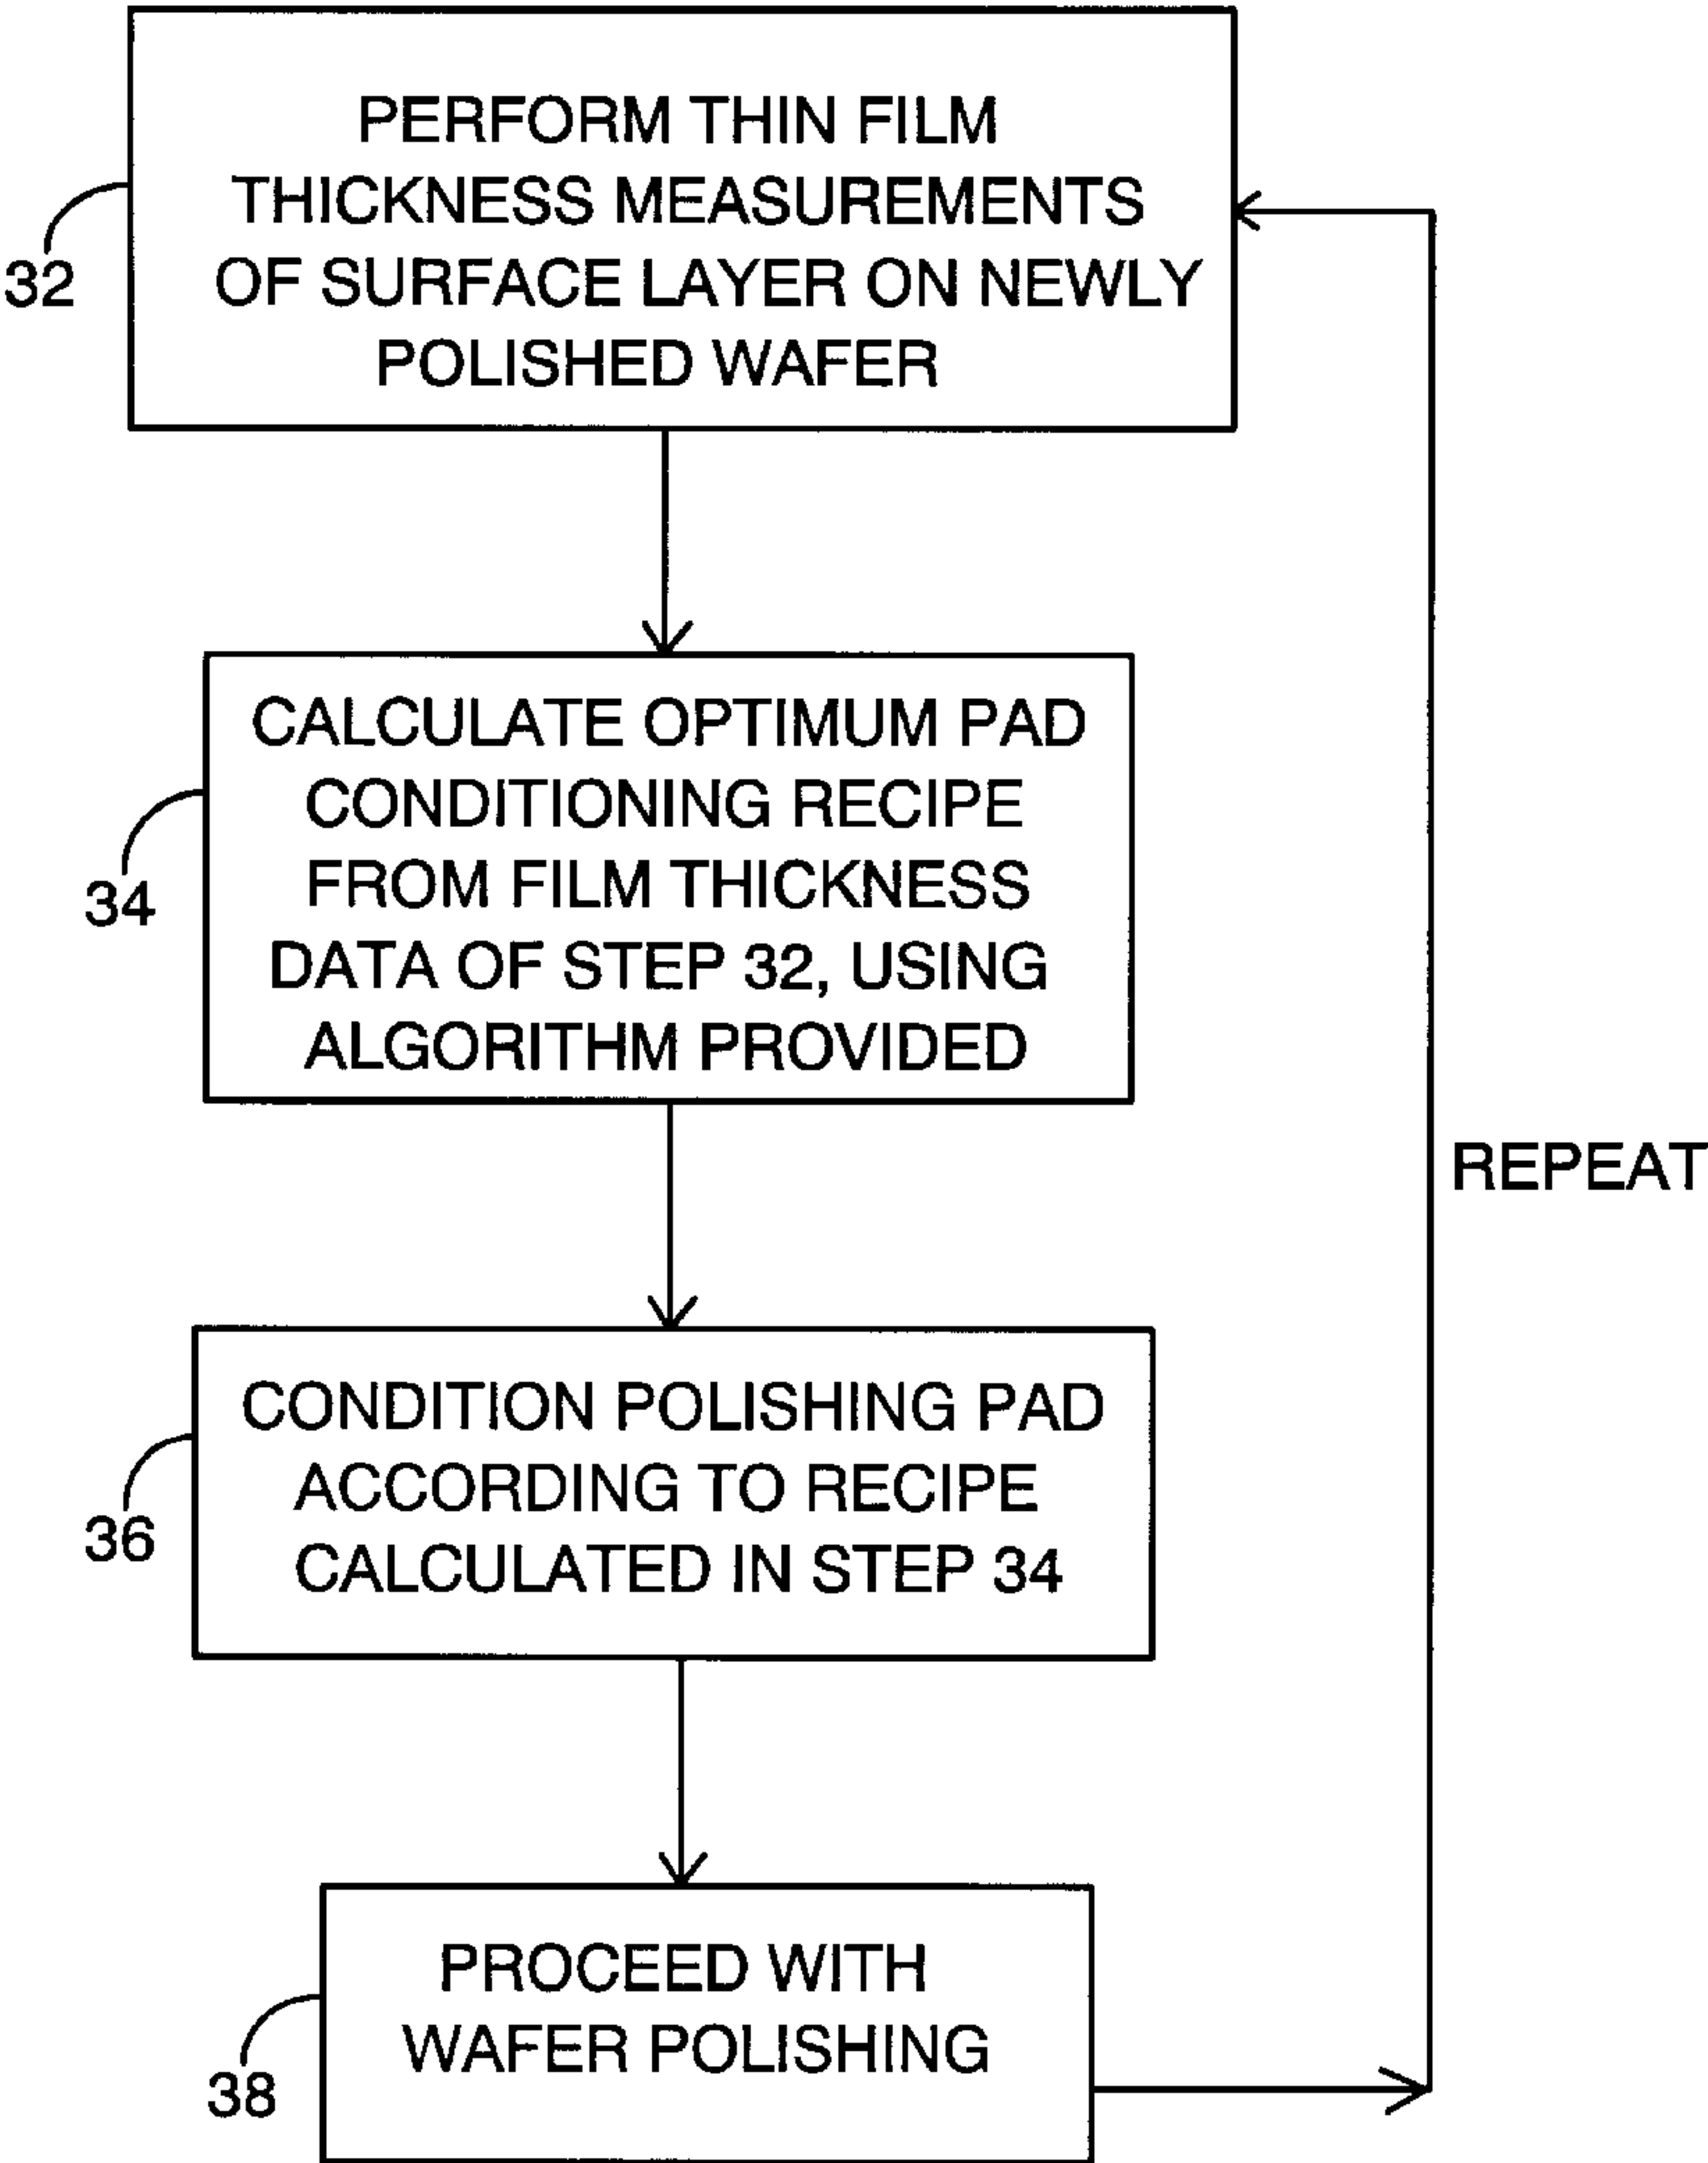 PERFORM THIN FILM
THICKNESS MEASUREMENTS
OF SURFACE LAYER ON NEWLY
POLISHED WAFER
32
CALCULATE OPTIMUM PAD
CONDITIONING RECIPE
FROM FILM THICKNESS
DATA OF STEP 32, USING
ALGORITHM PROVIDED
34
REPEAT
CONDITION POLISHING PAD
ACCORDING TO RECIPE
CALCULATED IN STEP 34
36
PROCEED WITH
WAFER POLISHING
38